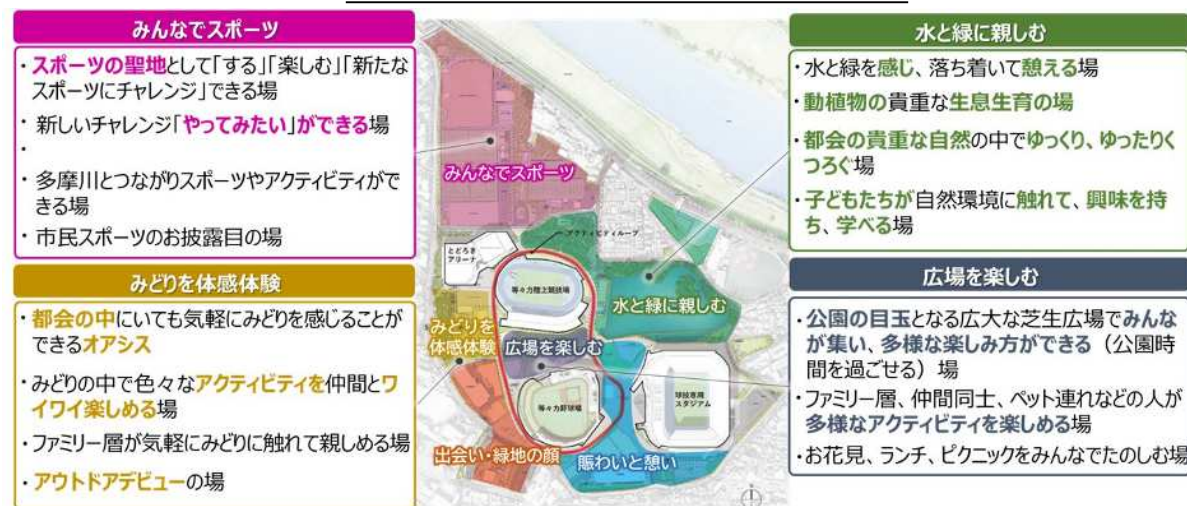 みんなでスポーツ
・スポーツの聖地として「する」「楽しむ」「新たな
スポーツにチャレンジ」できる場
・新しいチャレンジ「やってみたい」ができる場
・
・多摩川とつながりスポーツやアクティビティがで
きる場
・市民スポーツのお披露目の場
みどりを体感体験
・都会の中にいても気軽にみどりを感じることが
できるオアシス
・みどりの中で色々なアクティビティを仲間とワ
イワイ楽しめる場
・ファミリー層が気軽にみどりに触れて親しめる場
・アウトドアデビューの場
みんなでスポーツ
アクティビティループ
とどろき
アリーナ
等々力陸上競技場
水と緑に親しむ
みどりを
体感体験
広場を楽しむ
等々力野球場
球技専用
スタジアム
出会い・緑地の顔
賑わいと憩い
水と緑に親しむ
・水と緑を感じ、落ち着いて憩える場
・動植物の貴重な生息生育の場
・都会の貴重な自然の中でゆっくり、ゆったりく
つろぐ場
・子どもたちが自然環境に触れて、興味を持
ち、学べる場
広場を楽しむ
・公園の目玉となる広大な芝生広場でみんな
が集い、多様な楽しみ方ができる（公園時
間を過ごせる）場
・ファミリー層、仲間同士、ペット連れなどの人が
多様なアクティビティを楽しめる場
・お花見、ランチ、ピクニックをみんなでたのしむ場